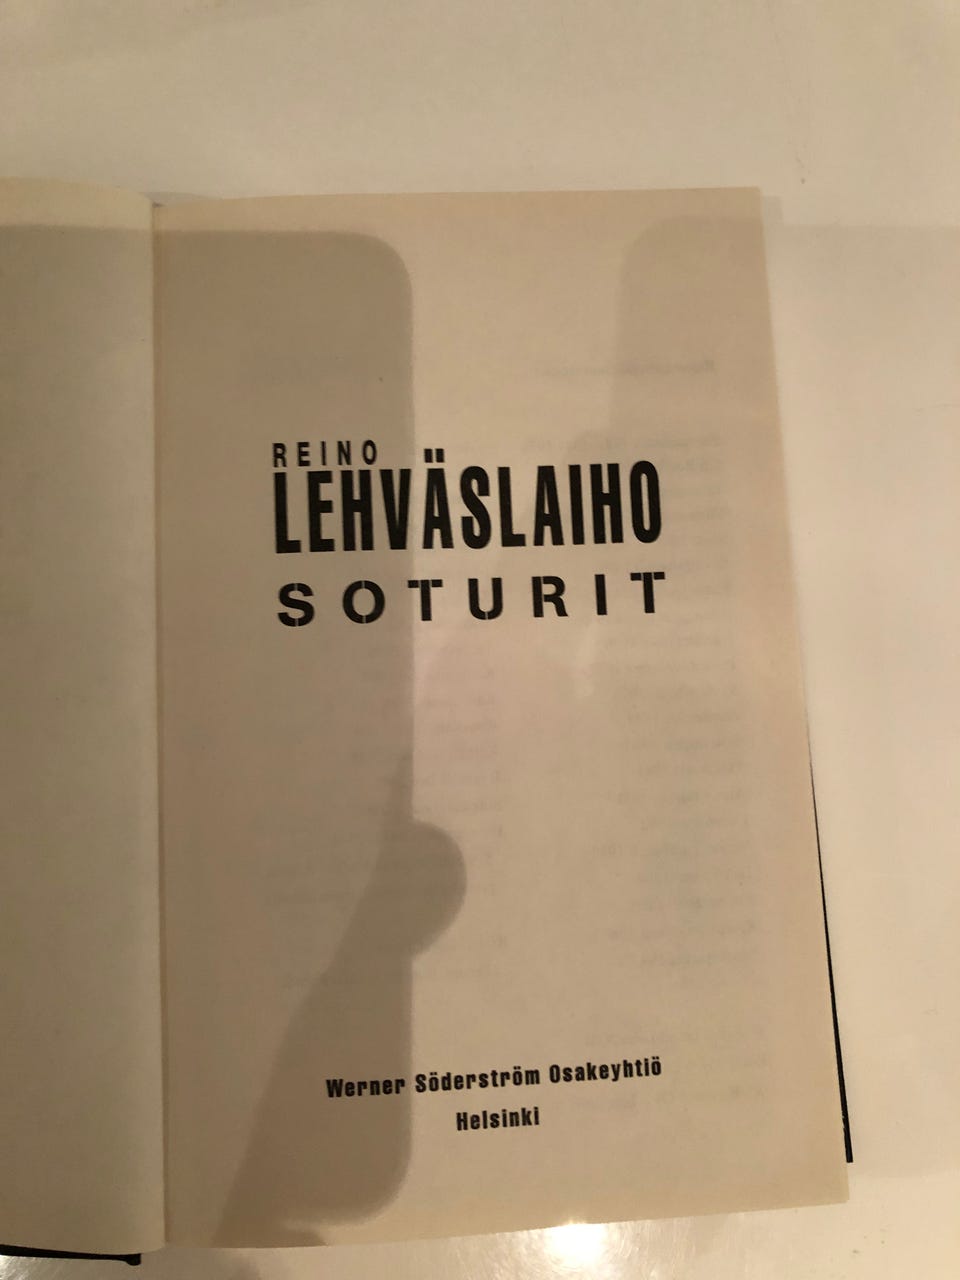 REINO
LEHVÄSLAIHO
SOTURIT
Werner Söderström Osakeyhtiö
Helsinki